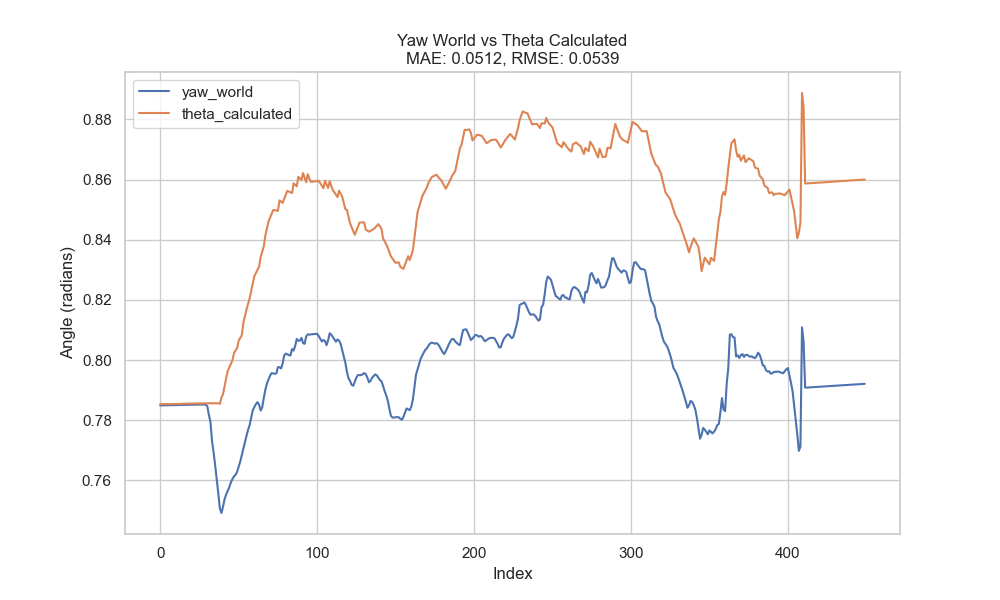 Yaw World vs Theta Calculated
MAE: 0.0512, RMSE: 0.0539
yaw_world
theta_calculated
0.88
0.86
0.84
0.82
0.80
0.78
0.76
Angle (radians)
0 100 200 300 400
Index